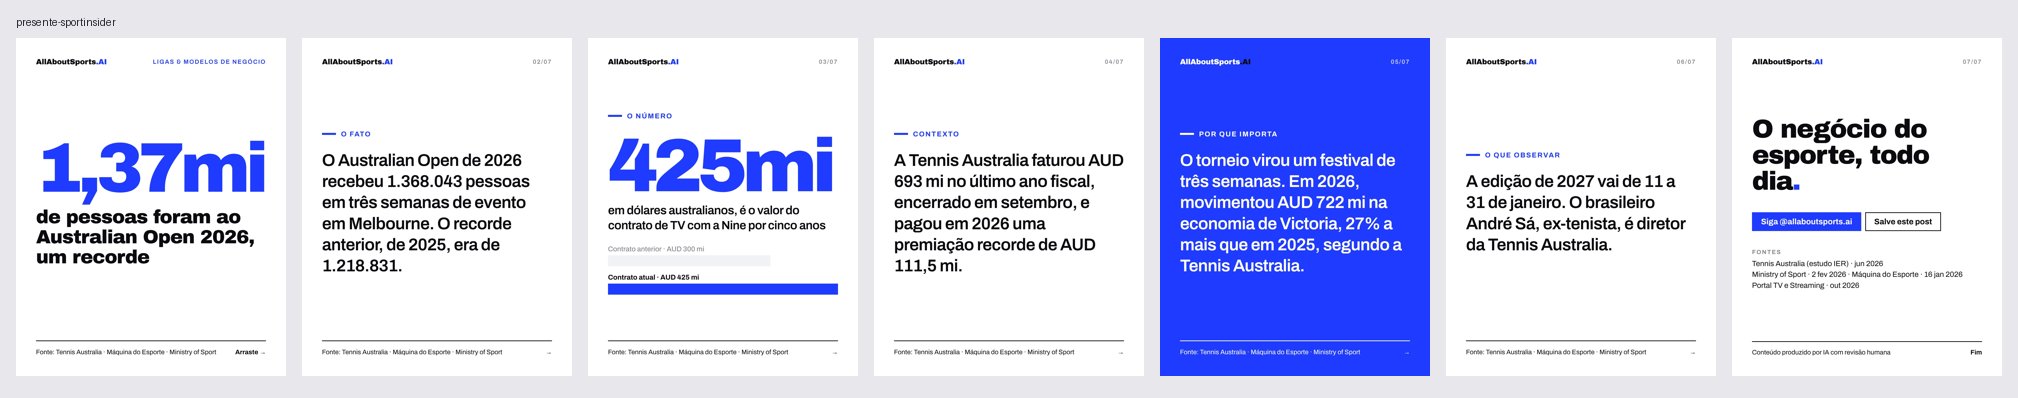 presente-sportinsider
AllAboutSports.AI
LIGAS & MODELOS DE NEGÓCIO
1,37mi
de pessoas foram ao
Australian Open 2026,
um recorde
Fonte: Tennis Australia · Máquina do Esporte · Ministry of Sport
Arraste →
AllAboutSports.AI
02/07
O FATO
O Australian Open de 2026
recebeu 1.368.043 pessoas
em três semanas de evento
em Melbourne. O recorde
anterior, de 2025, era de
1.218.831.
Fonte: Tennis Australia · Máquina do Esporte · Ministry of Sport
→
AllAboutSports.AI
03/07
O NÚMERO
425mi
em dólares australianos, é o valor do
contrato de TV com a Nine por cinco anos
Contrato anterior · AUD 300 mi
Contrato atual · AUD 425 mi
Fonte: Tennis Australia · Máquina do Esporte · Ministry of Sport
→
AllAboutSports.AI
04/07
CONTEXTO
A Tennis Australia faturou AUD
693 mi no último ano fiscal,
encerrado em setembro, e
pagou em 2026 uma
premiação recorde de AUD
111,5 mi.
Fonte: Tennis Australia · Máquina do Esporte · Ministry of Sport
→
AllAboutSports.AI
05/07
POR QUE IMPORTA
O torneio virou um festival de
três semanas. Em 2026,
movimentou AUD 722 mi na
economia de Victoria, 27% a
mais que em 2025, segundo a
Tennis Australia.
Fonte: Tennis Australia · Máquina do Esporte · Ministry of Sport
→
AllAboutSports.AI
06/07
O QUE OBSERVAR
A edição de 2027 vai de 11 a
31 de janeiro. O brasileiro
André Sá, ex-tenista, é diretor
da Tennis Australia.
Fonte: Tennis Australia · Máquina do Esporte · Ministry of Sport
→
AllAboutSports.AI
07/07
O negócio do
esporte, todo
dia.
Siga @allaboutsports.ai
Salve este post
FONTES
Tennis Australia (estudo IER) · jun 2026
Ministry of Sport · 2 fev 2026 · Máquina do Esporte · 16 jan 2026
Portal TV e Streaming · out 2026
Conteúdo produzido por IA com revisão humana
Fim